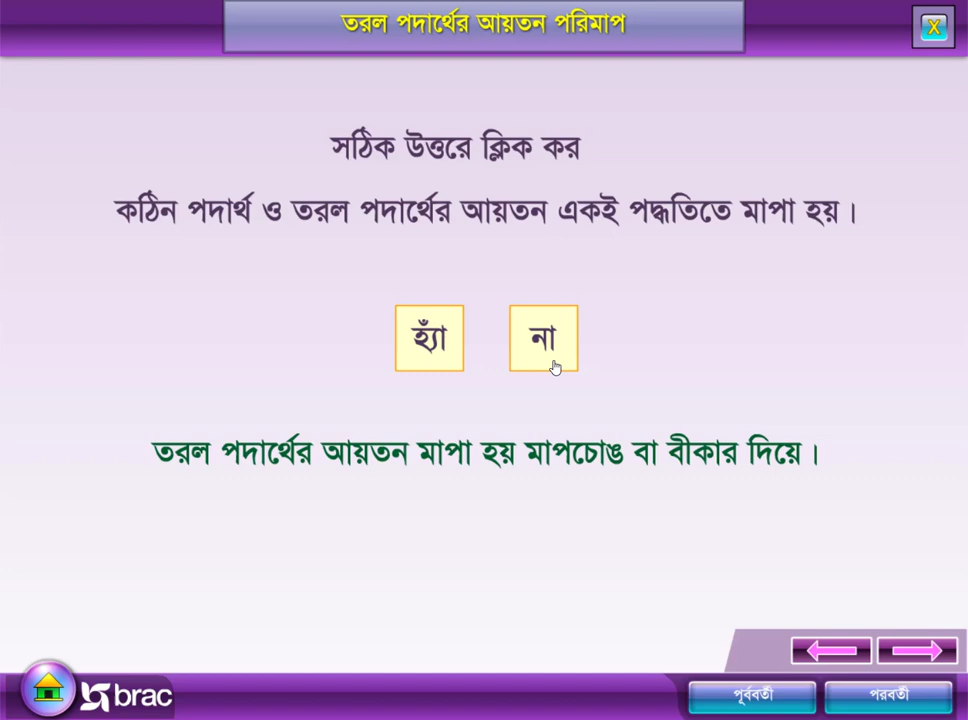 তরল পদার্থের আয়তন পরিমাপ
X
সঠিক উত্তরে ক্লিক কর
কঠিন পদার্থ ও তরল পদার্থের আয়তন একই পদ্ধতিতে মাপা হয়।
হ্যাঁ না
তরল পদার্থের আয়তন মাপা হয় মাপচোঙ বা বীকার দিয়ে।
brac
পূর্ববর্তী পরবর্তী